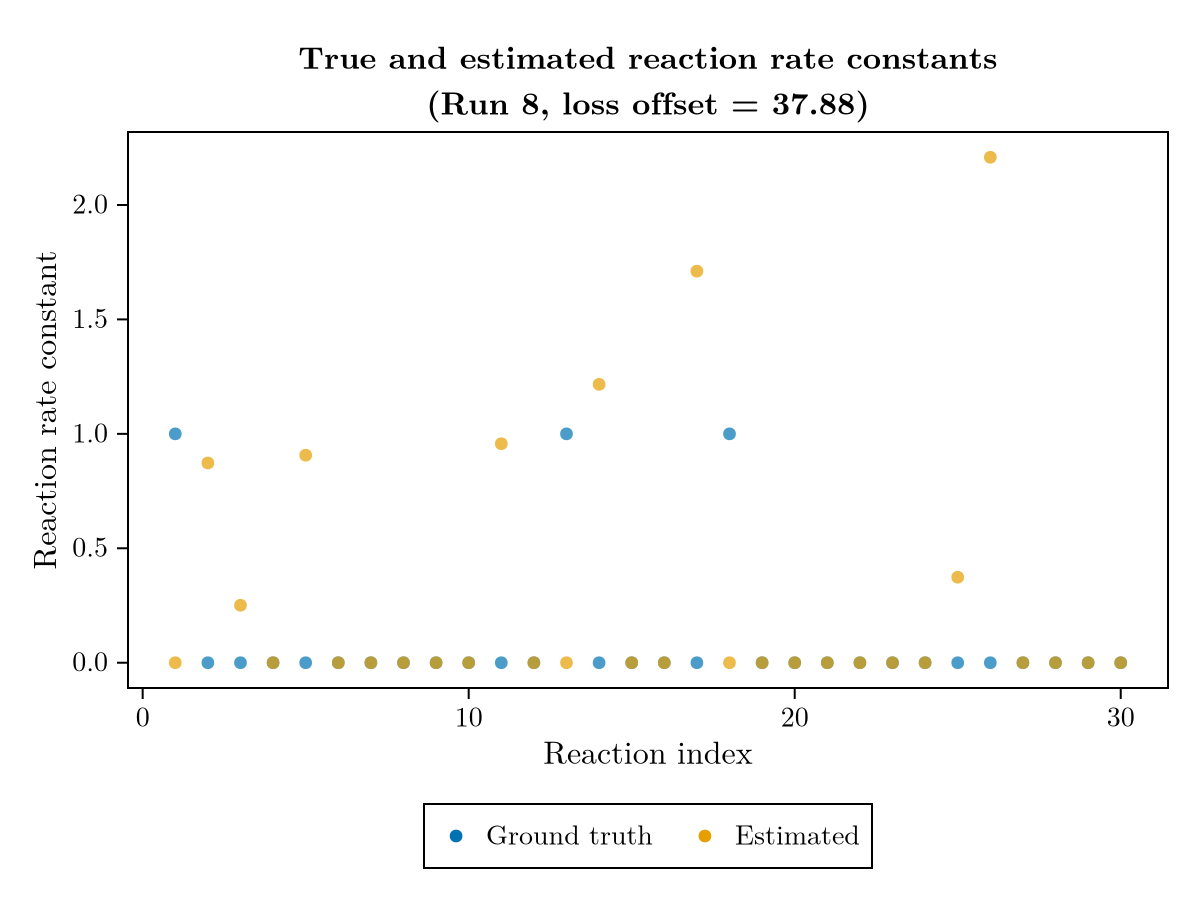 True and estimated reaction rate constants
(Run 8, loss offset = 37.88)
Reaction rate constant
2.0
1.5
1.0
0.5
0.0
0 10 20 30
Reaction index
Ground truth Estimated